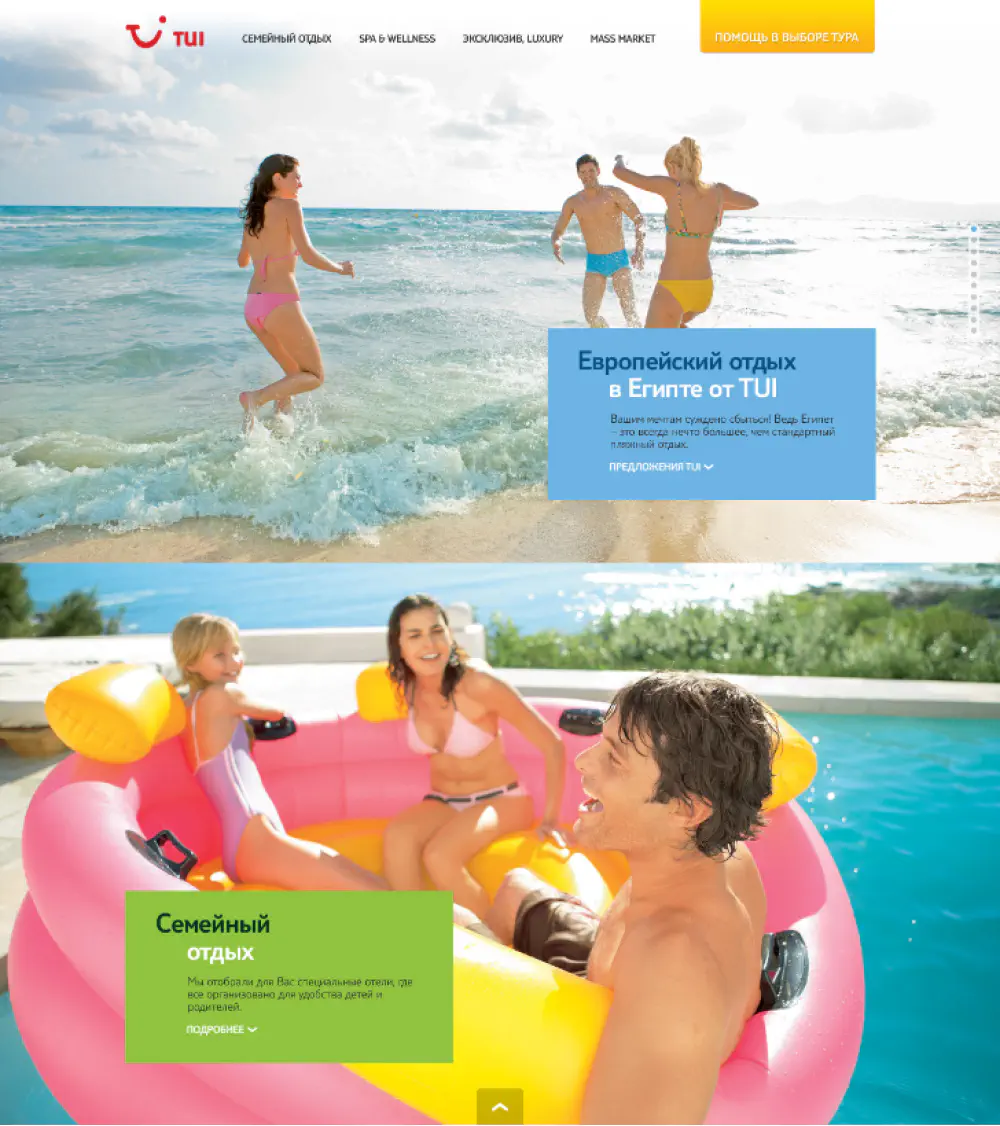 TUI
СЕМЕЙНЫЙ ОТДЫХ
SPA & WELLNESS
ЭКСКЛЮЗИВ, LUXURY
MASS MARKET
ПОМОЩЬ В ВЫБОРЕ ТУРА
Европейский отдых
в Египте от TUI
Вашим мечтам суждено сбыться! Ведь Египет
– это всегда нечто большее, чем стандартный
пляжный отдых.
ПРЕДЛОЖЕНИЯ TUI
Семейный
отдых
Мы отобрали для Вас специальные отели, где
все организовано для удобства детей и
родителей.
ПОДРОБНЕЕ